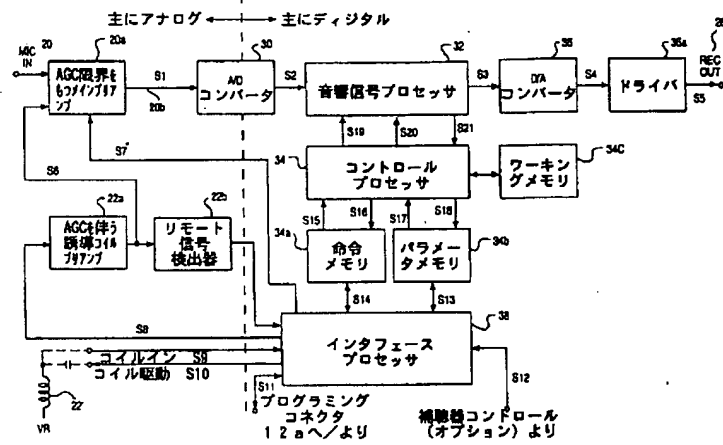 主にアナログ
主にディジタル
MIC
IN
20
20a
AGC限界を
もつメインプリア
ンプ
S1
20b
30
A/D
コンバータ
S2
32
音響信号プロセッサ
S3
36
D/A
コンバータ
S4
36a
ドライバ
REC
OUT
S5
S19
S20
S21
34
コントロール
プロセッサ
34C
ワーキン
グメモリ
S6
S7
22a
AGCを伴う
誘導コイル
プリアンプ
22b
リモート
信号
検出器
S15
S16
S17
S18
34a
命令
メモリ
パラメー
タメモリ
34b
S14
S13
S8
38
インタフェース
プロセッサ
コイルイン S9
コイル駆動 S10
22
VR
S11
S12
プログラミング
コネクタ
12aへ/より
補聴器コントロール
(オプション)より